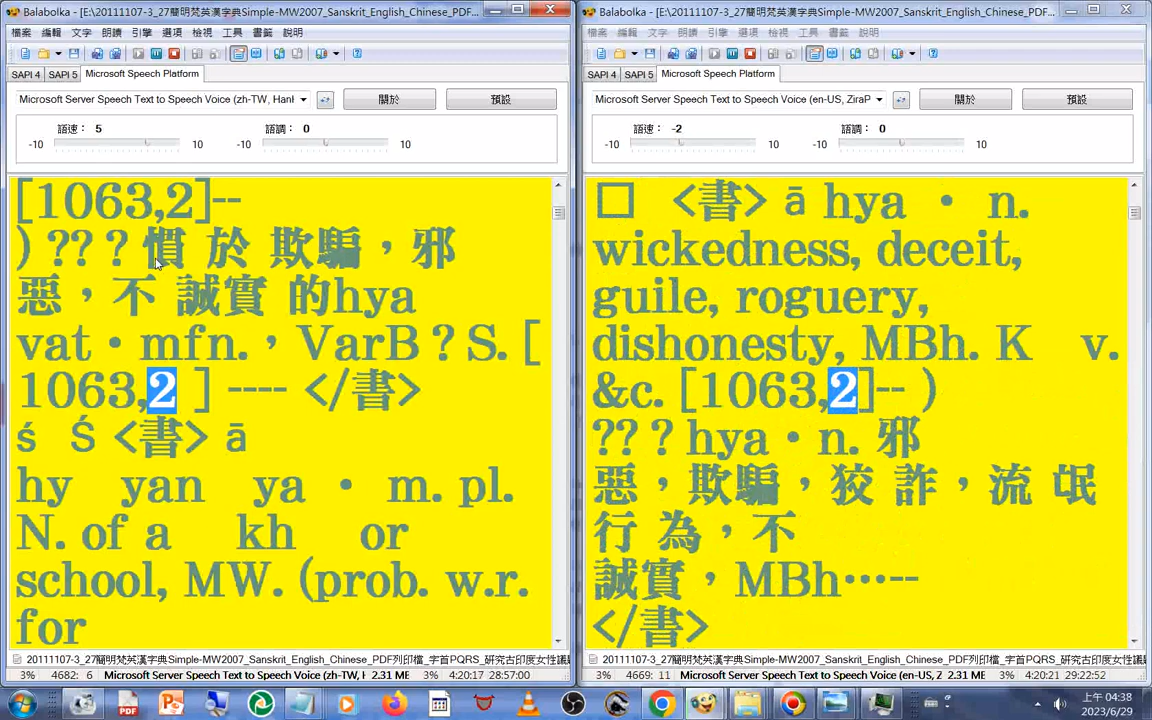 Balabolka - [E:\20111107-3_27簡明梵英漢字典Simple-MW2007_Sanskrit_English_Chinese_PDF...
檔案 編輯 文字 朗讀 引擎 選項 檢視 工具 書籤 說明
SAPI 4 SAPI 5 Microsoft Speech Platform
Microsoft Server Speech Text to Speech Voice (zh-TW, Hanl
關於
預設
語速: 5
語調: 0
-10 10 -10 10
[1063,2]--
) ?? ? 慣 於 欺騙，邪
惡，不 誠實 的hya
vat・mfn.，VarB？S. [
1063,2 ] ---- </書>
ś Ś <書> ā
hy yan ya ・ m. pl.
N. of a kh or
school, MW. (prob. w.r.
for
20111107-3_27簡明梵英漢字典Simple-MW2007_Sanskrit_English_Chinese_PDF列印檔_字首PQRS_研究古印度女性議
3% 4682: 6 Microsoft Server Speech Text to Speech Voice (zh-TW, H 2.31 ME 3% 4:20:17 28:57:00
Balabolka - [E:\20111107-3_27簡明梵英漢字典Simple-MW2007_Sanskrit_English_Chinese_PDF...
檔案 編輯 文字 朗讀 引擎 選項 檢視 工具 書籤 說明
SAPI 4 SAPI 5 Microsoft Speech Platform
Microsoft Server Speech Text to Speech Voice (en-US, ZiraP
關於
預設
語速: -2
語調: 0
-10 10 -10 10
□ <書> ā hya ・ n.
wickedness, deceit,
guile, roguery,
dishonesty, MBh. K v.
&c. [1063,2]-- )
?? ? hya・n. 邪
惡，欺騙，狡 詐，流 氓
行 為，不
誠實，MBh…--
</書>
20111107-3_27簡明梵英漢字典Simple-MW2007_Sanskrit_English_Chinese_PDF列印檔_字首PQRS_研究古印度女性議
3% 4669: 11 Microsoft Server Speech Text to Speech Voice (en-US, Z 2.31 ME 3% 4:20:21 29:22:52
上午 04:38
2023/6/29